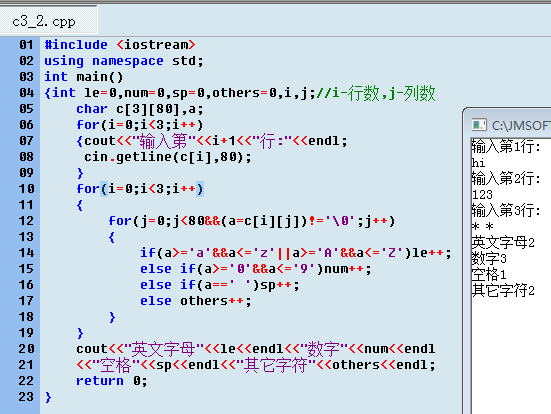 c3_2.cpp
01 #include <iostream>
02 using namespace std;
03 int main()
04 {int le=0,num=0,sp=0,others=0,i,j;//i-行数,j-列数
05     char c[3][80],a;
06     for(i=0;i<3;i++)
07     {cout<<"输入第"<<i+1<<"行:"<<endl;
08      cin.getline(c[i],80);
09     }
10     for(i=0;i<3;i++)
11     {
12         for(j=0;j<80&&(a=c[i][j])!='\0';j++)
13         {
14             if(a>='a'&&a<='z'||a>='A'&&a<='Z')le++;
15             else if(a>='0'&&a<='9')num++;
16             else if(a==' ')sp++;
17             else others++;
18         }
19     }
20     cout<<"英文字母"<<le<<endl<<"数字"<<num<<endl
21     <<"空格"<<sp<<endl<<"其它字符"<<others<<endl;
22     return 0;
23 }
C:\JMSOFT
输入第1行:
hi
输入第2行:
123
输入第3行:
* *
英文字母2
数字3
空格1
其它字符2